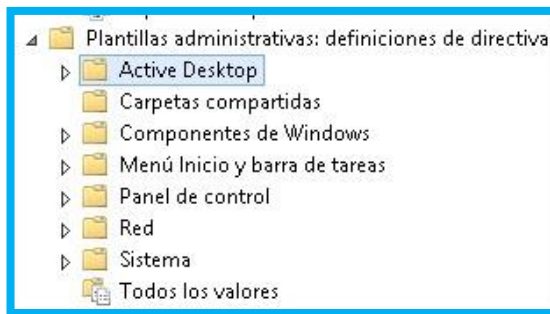 Plantillas administrativas: definiciones de directiva
Active Desktop
Carpetas compartidas
Componentes de Windows
Menú Inicio y barra de tareas
Panel de control
Red
Sistema
Todos los valores